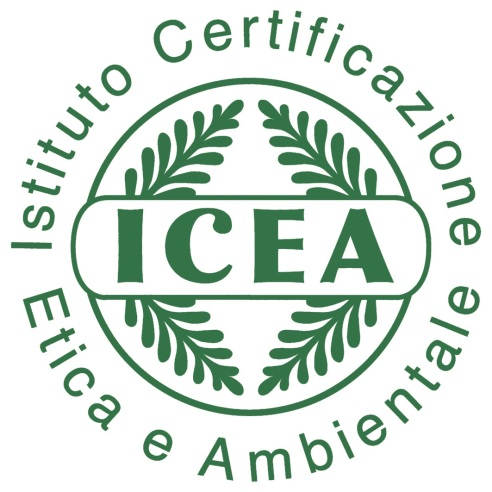 Istituto Certificazione
ICEA
Etica e Ambientale